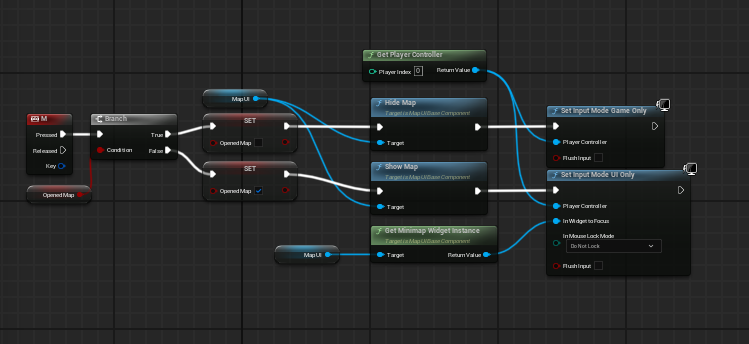 Get Player Controller
Player Index 0 Return Value
Map UI
Hide Map
Target is Map UI Base Component
Target
M
Pressed
Released
Key
Branch
True
Condition False
SET
Opened Map
Set Input Mode Game Only
Player Controller
Flush Input
SET
Opened Map
Opened Map
Show Map
Target is Map UI Base Component
Target
Set Input Mode UI Only
Player Controller
In Widget to Focus
In Mouse Lock Mode
Do Not Lock
Flush Input
Get Minimap Widget Instance
Target is Map UI Base Component
Map UI
Target Return Value